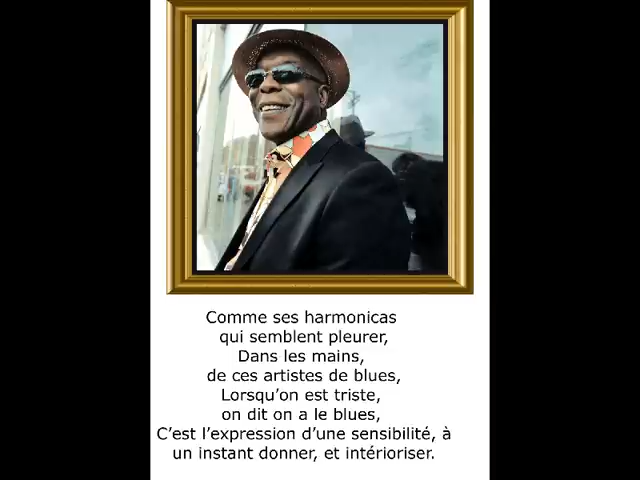 Comme ses harmonicas
qui semblent pleurer,
Dans les mains,
de ces artistes de blues,
Lorsqu’on est triste,
on dit on a le blues,
C’est l’expression d’une sensibilité, à
un instant donner, et intérioriser.